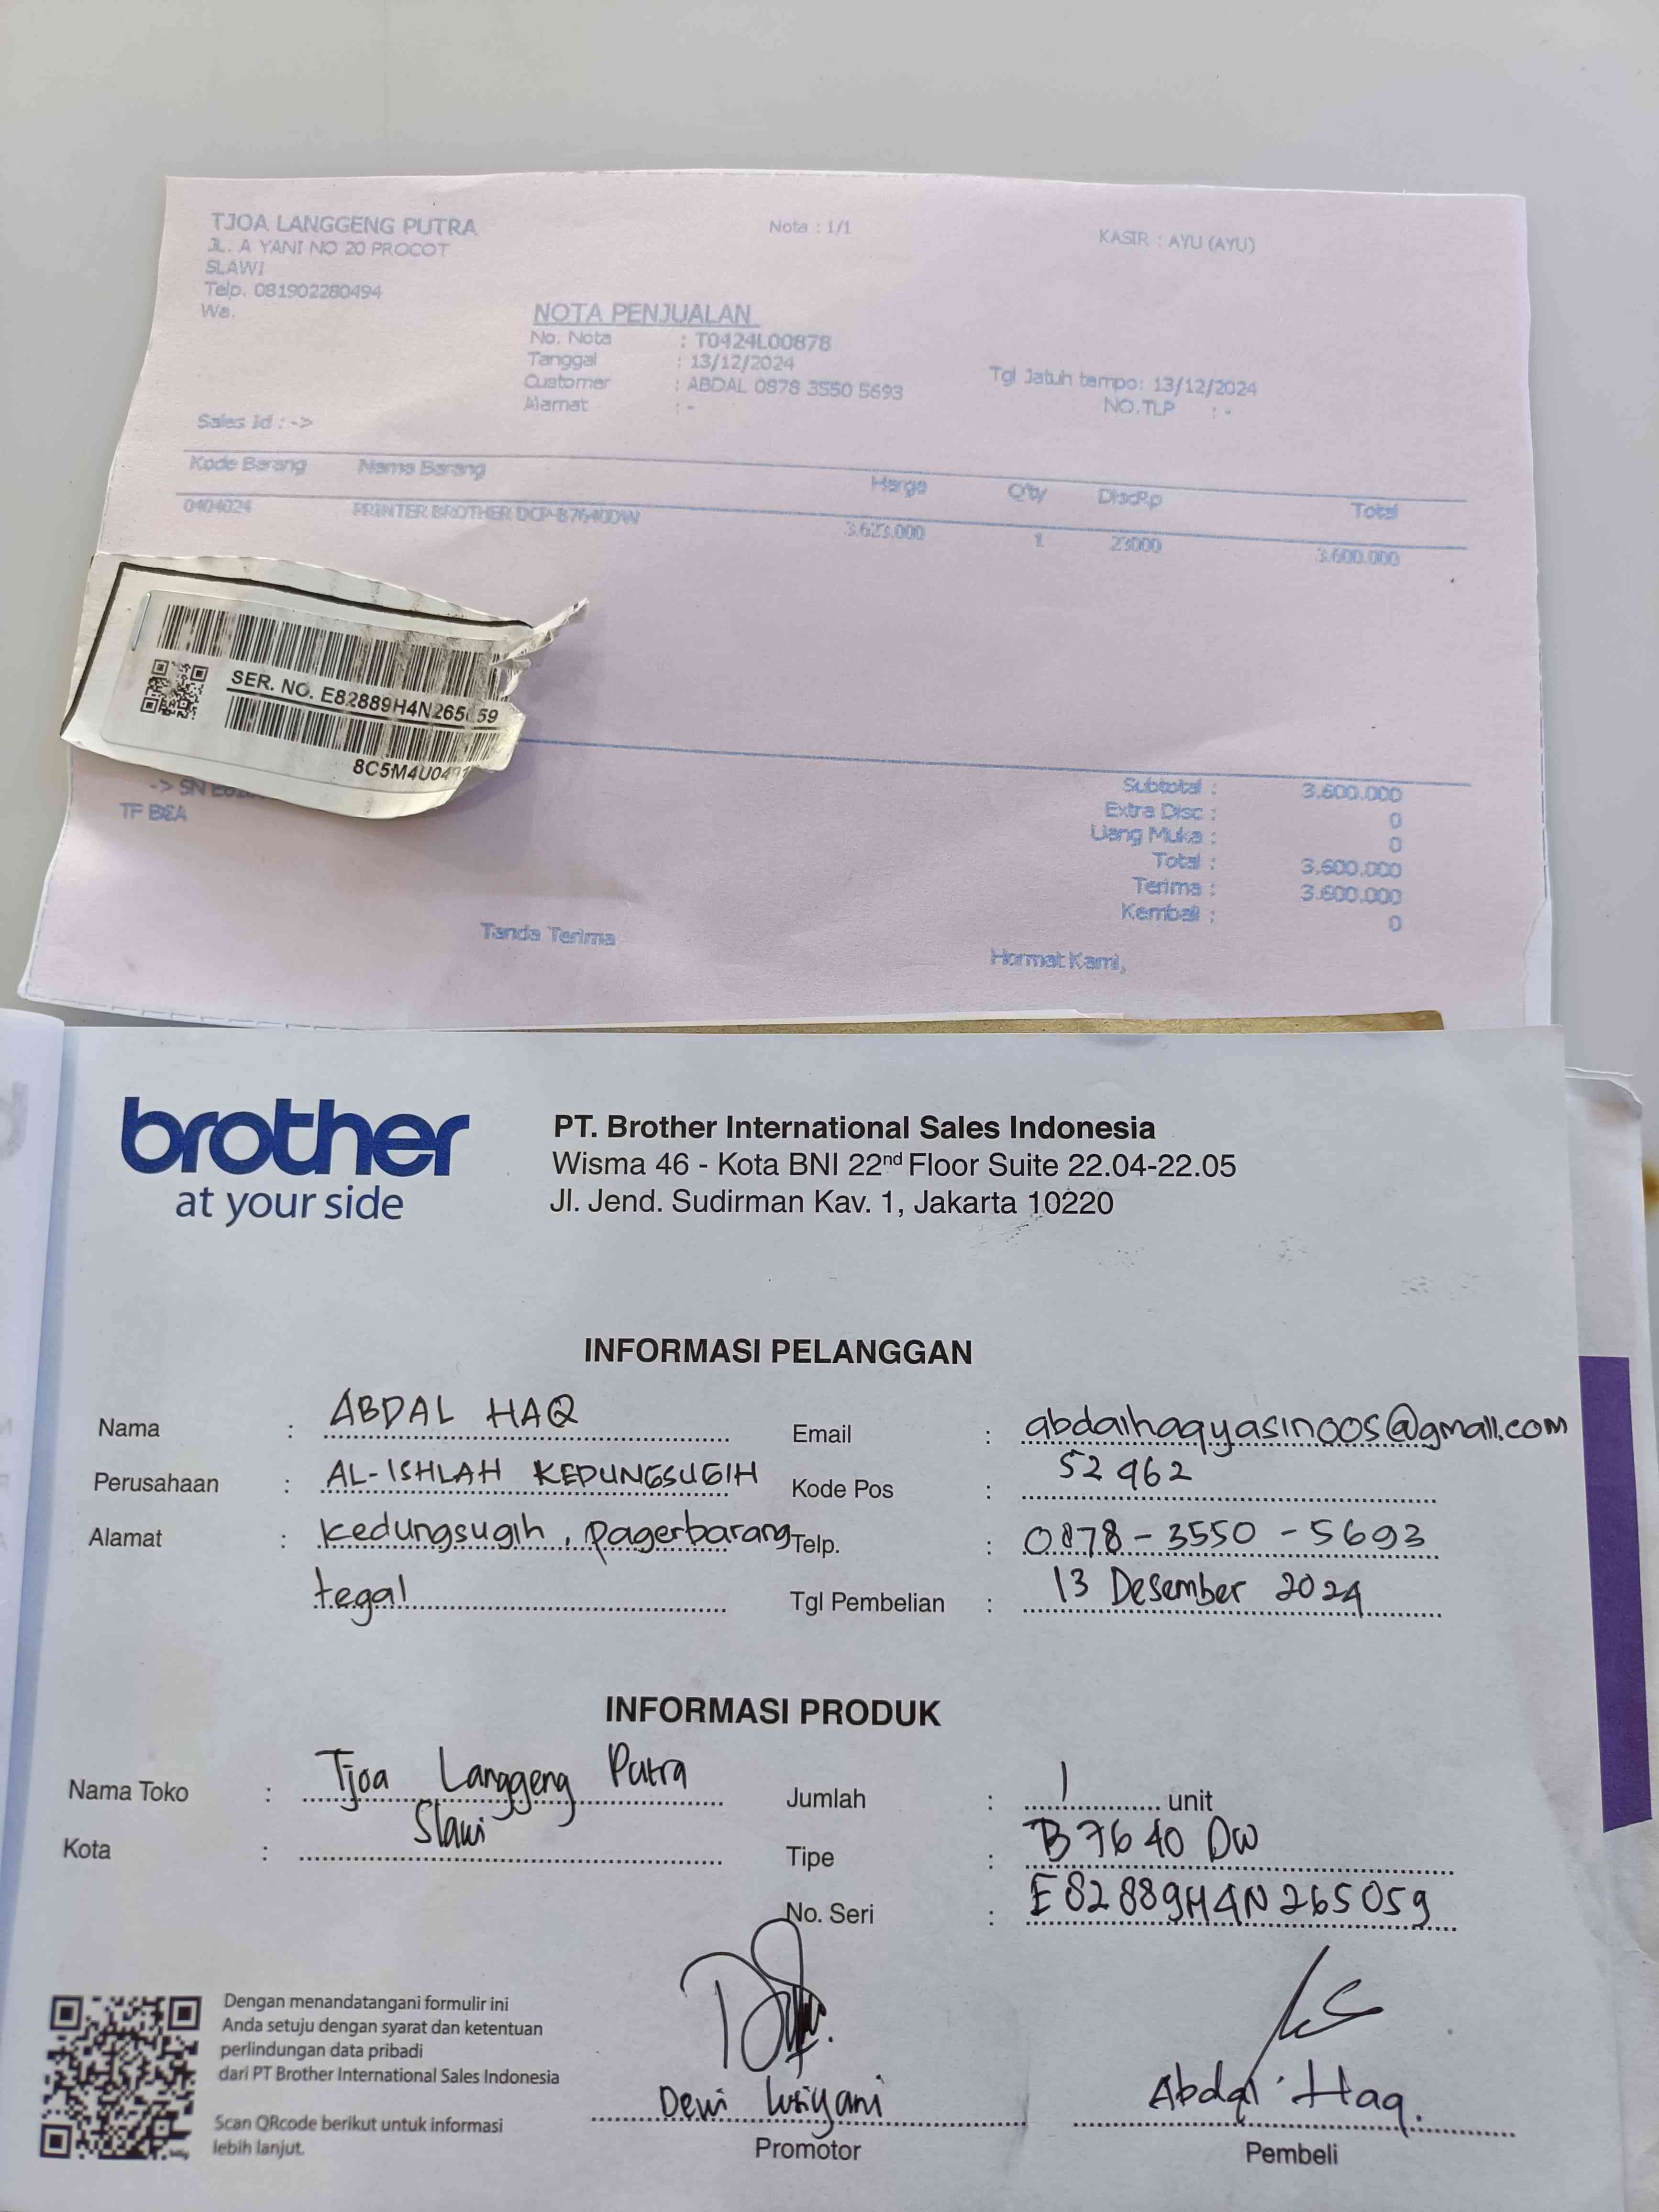 TJOA LANGGENG PUTRA
JL. A YANI NO 20 PROCOT
SLAWI
Telp. 081902280494
Wa.
Nota : 1/1
KASIR : AYU (AYU)
NOTA PENJUALAN
No. Nota : T0424L00878
Tanggal : 13/12/2024
Customer : ABDAL 0878 3550 5693
Alamat : -
Tgl Jatuh tempo: 13/12/2024
NO.TLP : -
Sales Id : ->
Kode Barang Nama Barang Harga Qty DiscRp Total
0404024 PRINTER BROTHER DCP-B7640DW 3.623.000 1 23000 3.600.000
SER. NO. E82889H4N265 59
8C5M4U04
-> SN
TF BCA
Subtotal : 3.600.000
Extra Disc : 0
Uang Muka : 0
Total : 3.600.000
Terima : 3.600.000
Kembali : 0
Tanda Terima
Hormat Kami,
brother
at your side
PT. Brother International Sales Indonesia
Wisma 46 - Kota BNI 22nd Floor Suite 22.04-22.05
Jl. Jend. Sudirman Kav. 1, Jakarta 10220
INFORMASI PELANGGAN
Nama : ABDAL HAQ
Email : abdalhaqyasin005@gmail.com
Perusahaan : AL-ISHLAH KEDUNGSUGIH
Kode Pos : 52462
Alamat : Kedungsugih, pagerbarang
tegal
Telp. : 0878-3550-5693
Tgl Pembelian : 13 Desember 2024
INFORMASI PRODUK
Nama Toko : Tjoa Langgeng Putra
Jumlah : 1 unit
Kota : Slawi
Tipe : B7640 DW
No. Seri : E82889H4N265059
Dengan menandatangani formulir ini
Anda setuju dengan syarat dan ketentuan
perlindungan data pribadi
dari PT Brother International Sales Indonesia
Scan QRcode berikut untuk informasi
lebih lanjut.
Dewi
Promotor
Abdal Haq.
Pembeli